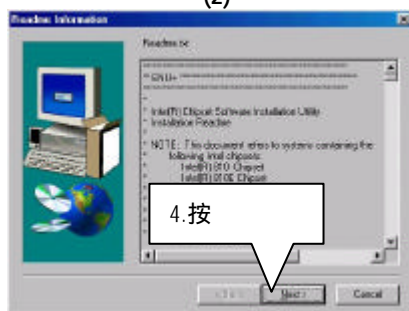 (2)
Readme Information
Readme.txt
* ENU+
* Intel(R) Chipset Software Installation Utility
* Installation Readme
* NOTE: This document refers to systems containing the
following Intel chipsets:
Intel(R) 810 Chipset
Intel(R) 810E Chipset
4.按
Next >
Cancel